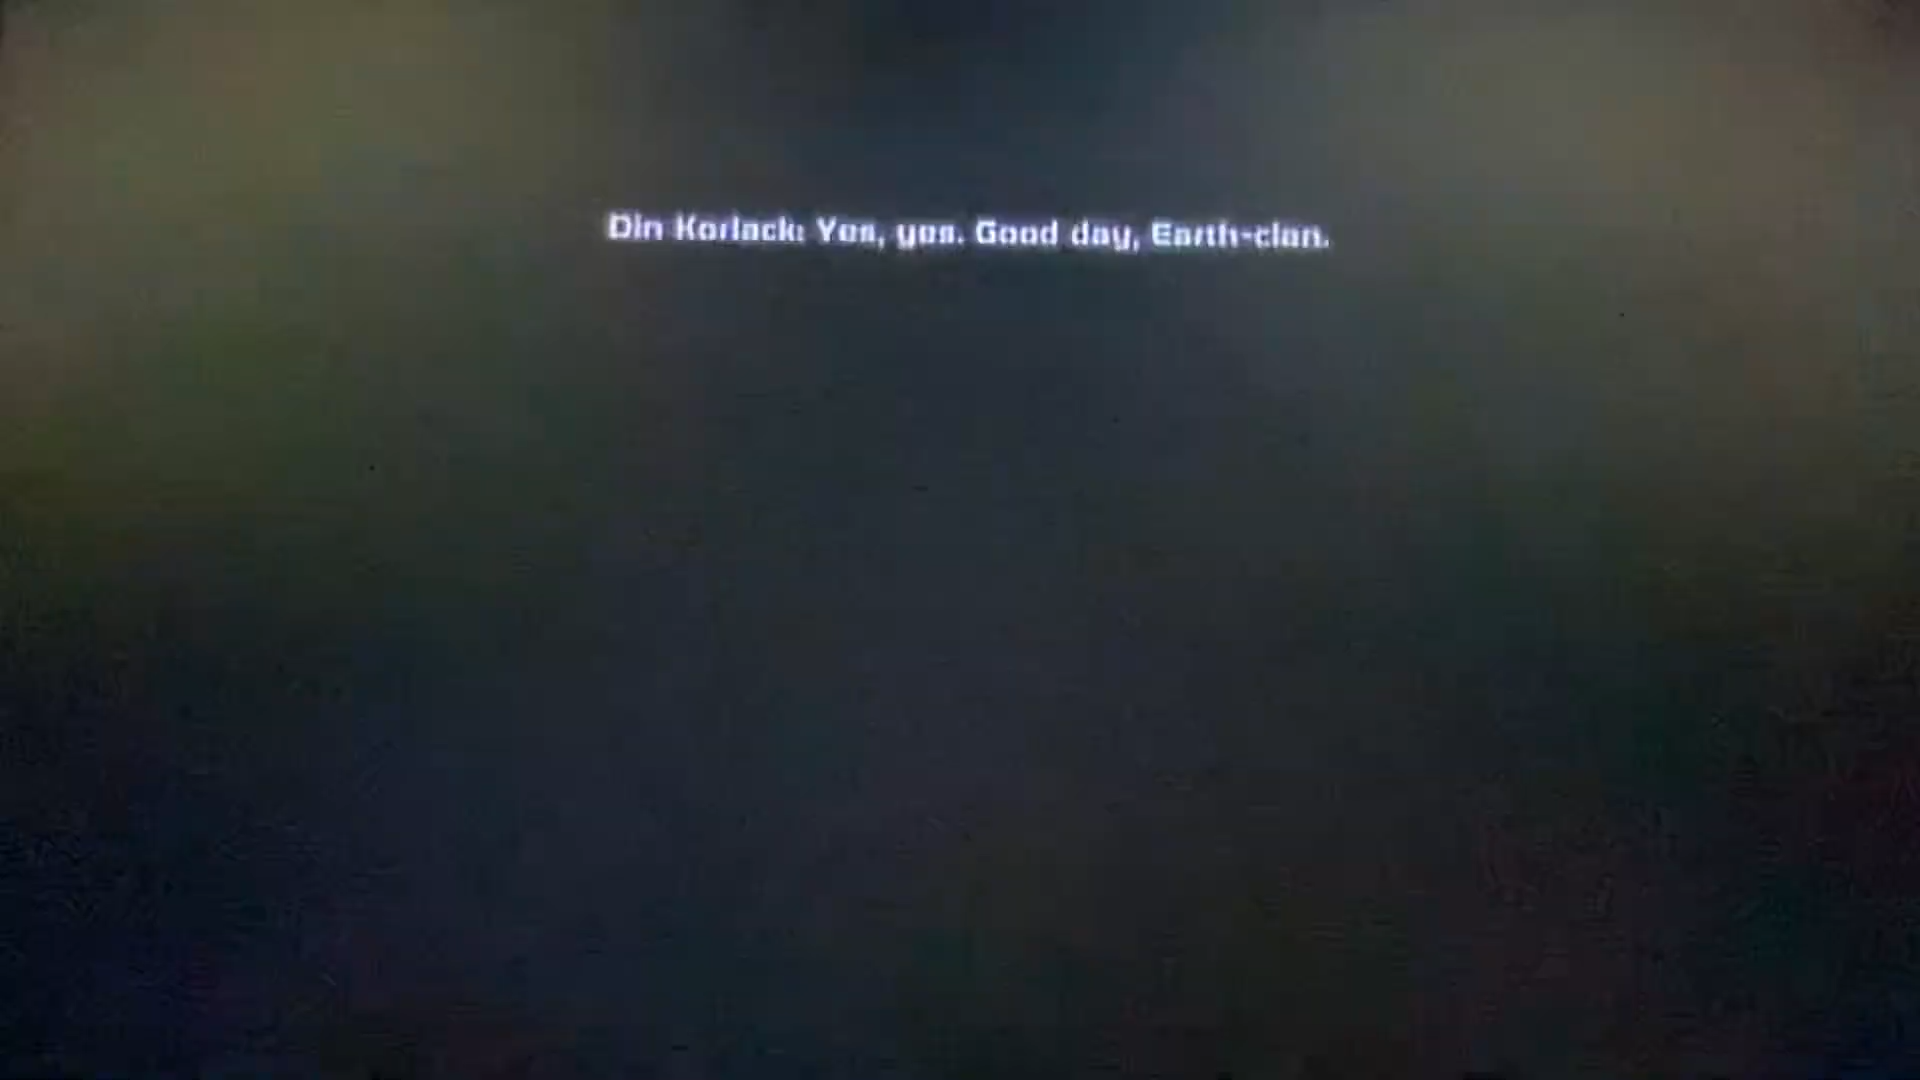 Din Korlack: Yes, yes. Good day, Earth-clan.